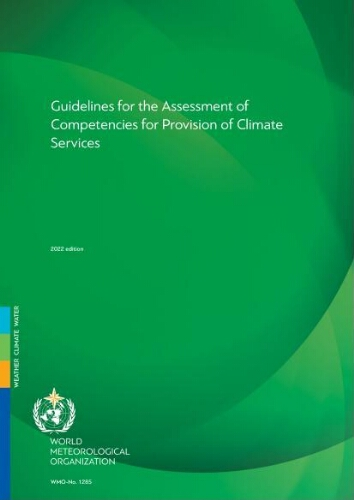 Guidelines for the Assessment of
Competencies for Provision of Climate
Services
2022 edition
WEATHER CLIMATE WATER
WORLD
METEOROLOGICAL
ORGANIZATION
WMO-No. 1285